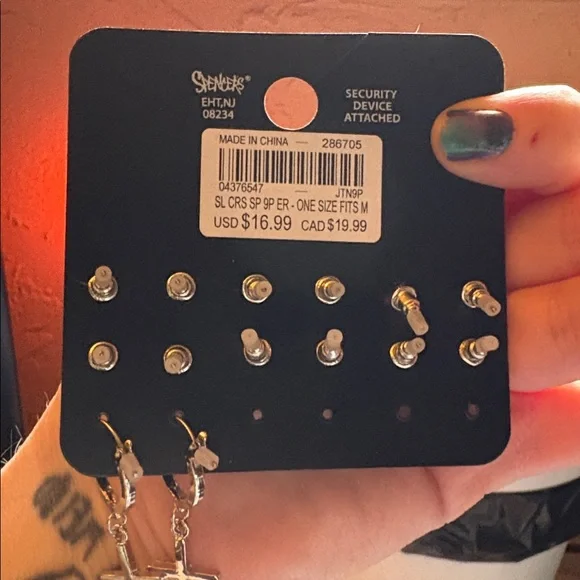 SPENCERS®
EHT,NJ
08234
SECURITY
DEVICE
ATTACHED
MADE IN CHINA — 286705
04376547 — JTN9P
SL CRS SP 9P ER - ONE SIZE FITS M
USD $16.99 CAD $19.99